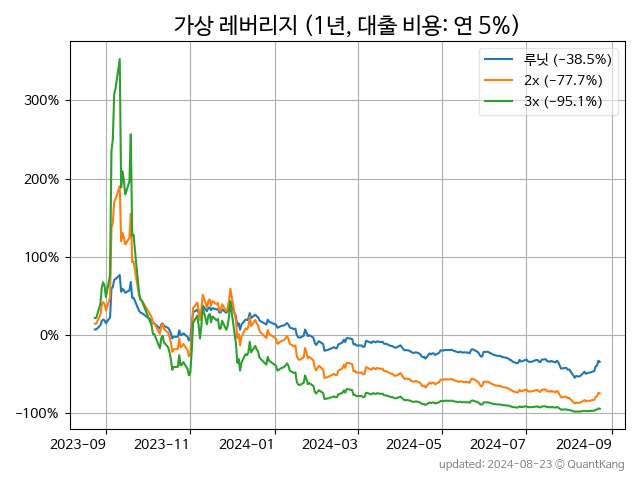 가상 레버리지 (1년, 대출 비용: 연 5%)
루닛 (−38.5%)
2x (−77.7%)
3x (−95.1%)
300%
200%
100%
0%
−100%
2023-09 2023-11 2024-01 2024-03 2024-05 2024-07 2024-09
updated: 2024-08-23 © QuantKang